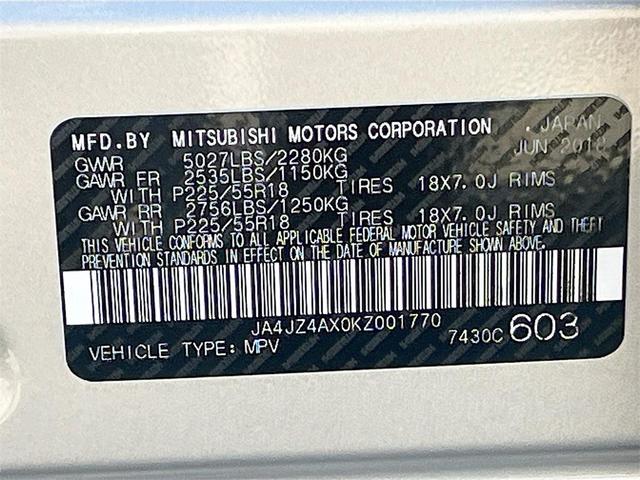 MFD.BY MITSUBISHI MOTORS CORPORATION . JAPAN
GVWR 5027LBS/2280KG JUN 2018
GAWR FR 2535LBS/1150KG
WITH P225/55R18 TIRES 18X7.0J RIMS
GAWR RR 2756LBS/1250KG
WITH P225/55R18 TIRES 18X7.0J RIMS
THIS VEHICLE CONFORMS TO ALL APPLICABLE FEDERAL MOTOR VEHICLE SAFETY AND THEFT
PREVENTION STANDARDS IN EFFECT ON THE DATE OF MANUFACTURE SHOWN ABOVE.
JA4JZ4AX0KZ001770
7430C 603
VEHICLE TYPE: MPV